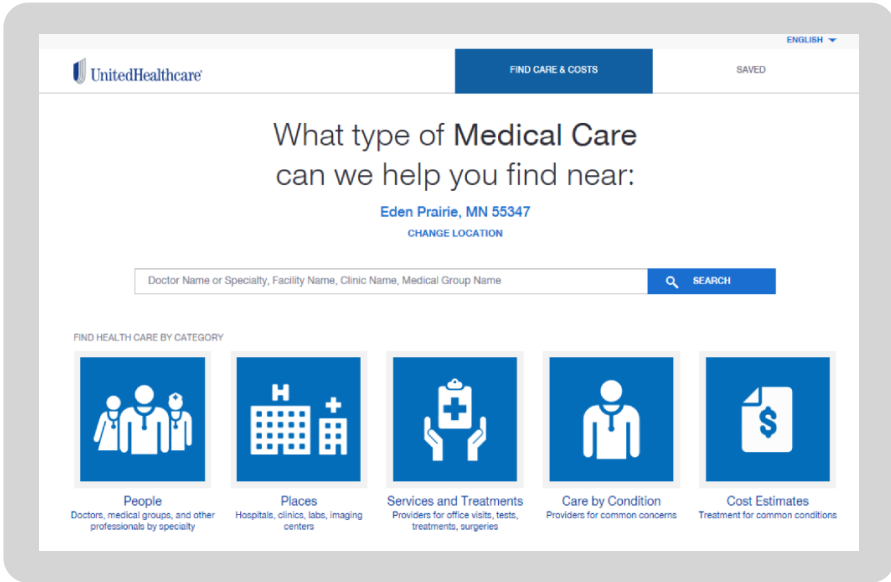 ENGLISH
UnitedHealthcare
FIND CARE & COSTS
SAVED
What type of Medical Care
can we help you find near:
Eden Prairie, MN 55347
CHANGE LOCATION
Doctor Name or Specialty, Facility Name, Clinic Name, Medical Group Name
SEARCH
FIND HEALTH CARE BY CATEGORY
H
People
Doctors, medical groups, and other
professionals by specialty
Places
Hospitals, clinics, labs, imaging
centers
Services and Treatments
Providers for office visits, tests,
treatments, surgeries
Care by Condition
Providers for common concerns
$
Cost Estimates
Treatment for common conditions